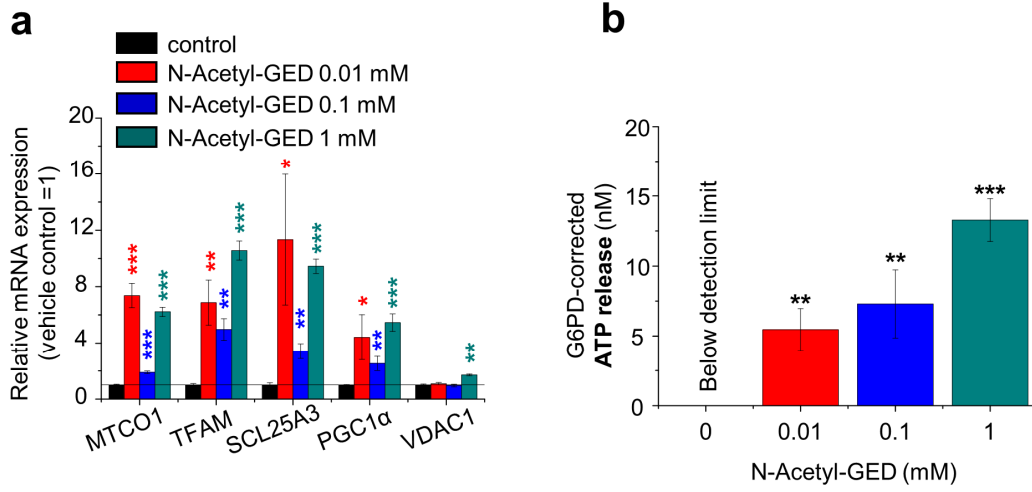 a
control
N-Acetyl-GED 0.01 mM
N-Acetyl-GED 0.1 mM
N-Acetyl-GED 1 mM
Relative mRNA expression
(vehicle control =1)
20
16
12
8
4
0
***
***
***
**
**
***
*
**
***
*
**
***
**
MTCO1
TFAM
SCL25A3
PGC1α
VDAC1
b
G6PD-corrected
ATP release (nM)
20
15
10
5
0
Below detection limit
**
**
***
0
0.01
0.1
1
N-Acetyl-GED (mM)